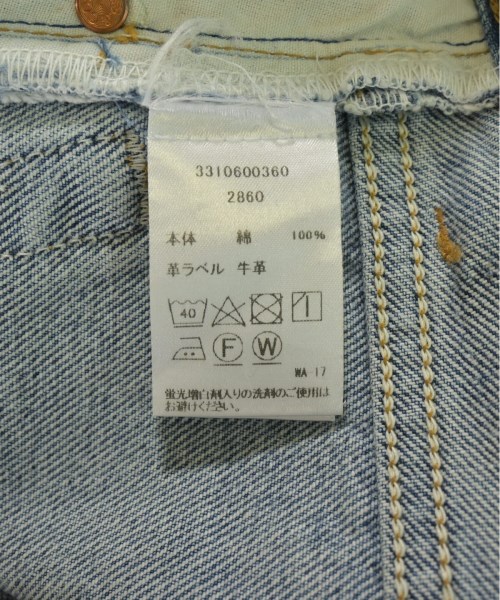 3310600360
2860
本体 綿 100%
革ラベル 牛革
40
F W
WA-17
蛍光増白剤入りの洗剤のご使用は
お避けください。